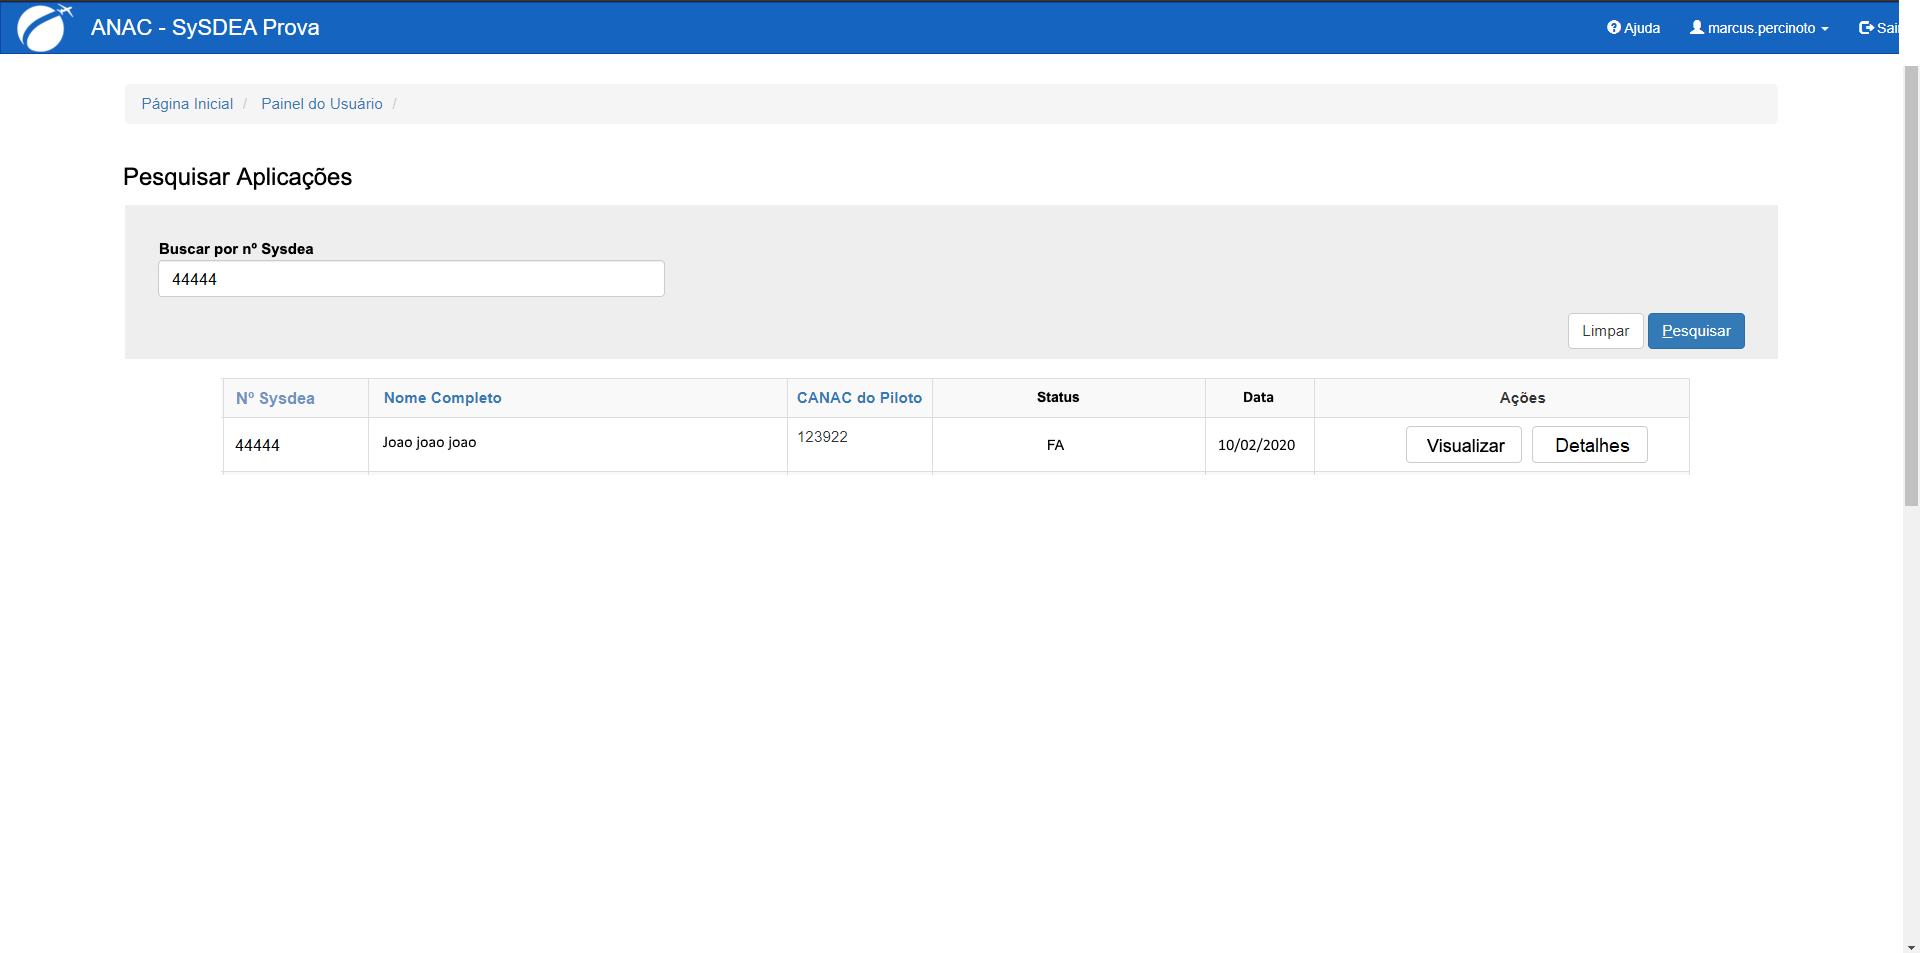 ANAC - SySDEA Prova
Ajuda
marcus.percinoto
Sair
Página Inicial / Painel do Usuário /
Pesquisar Aplicações
Buscar por nº Sysdea
44444
Limpar
Pesquisar
Nº Sysdea Nome Completo CANAC do Piloto Status Data Ações
44444 Joao joao joao 123922 FA 10/02/2020 Visualizar Detalhes